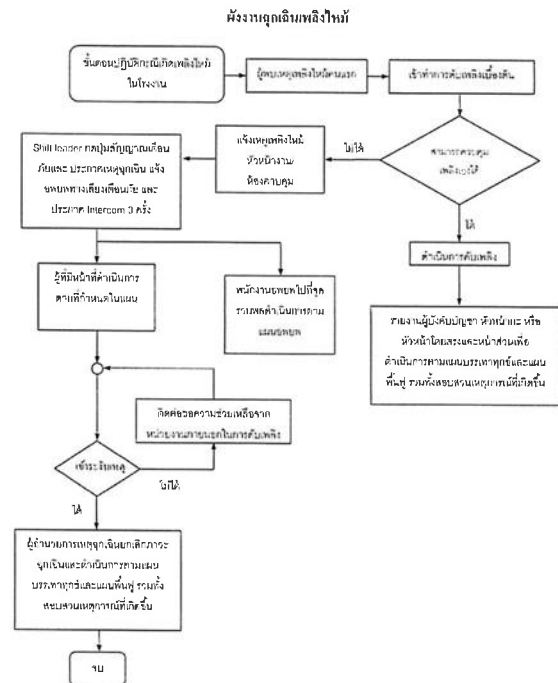 ผังงานฉุกเฉินเพลิงไหม้
ขั้นตอนปฏิบัติกรณีเกิดเพลิงไหม้
ในโรงงาน
ผู้พบเหตุเพลิงไหม้คนแรก
เข้าทำการดับเพลิงเบื้องต้น
สามารถควบคุม
เพลิงเองได้
ไม่ได้
แจ้งเหตุเพลิงไหม้
หัวหน้างาน/
ห้องควบคุม
Shift leader กดปุ่มสัญญาณเตือน
ภัยและ ประกาศเหตุฉุกเฉิน แจ้ง
อพยพทางเสียงเตือนภัย และ
ประกาศ Intercom 3 ครั้ง
ได้
ดำเนินการดับเพลิง
รายงานผู้บังคับบัญชา หัวหน้ากะ หรือ
หัวหน้าโดยตรงและหน้าส่วนเพื่อ
ดำเนินการตามแผนบรรเทาทุกข์และแผน
ฟื้นฟู รวมทั้งสอบสวนเหตุการณ์ที่เกิดขึ้น
ผู้ที่มีหน้าที่ดำเนินการ
ตามที่กำหนดในแผน
พนักงานอพยพไปที่จุด
รวมพลดำเนินการตาม
แผนอพยพ
ติดต่อขอความช่วยเหลือจาก
หน่วยงานภายนอกในการดับเพลิง
เข้าระงับเหตุ
ไม่ได้
ได้
ผู้อำนวยการเหตุฉุกเฉินยกเลิกภาวะ
ฉุกเฉินและดำเนินการตามแผน
บรรเทาทุกข์และแผนฟื้นฟู รวมทั้ง
สอบสวนเหตุการณ์ที่เกิดขึ้น
จบ